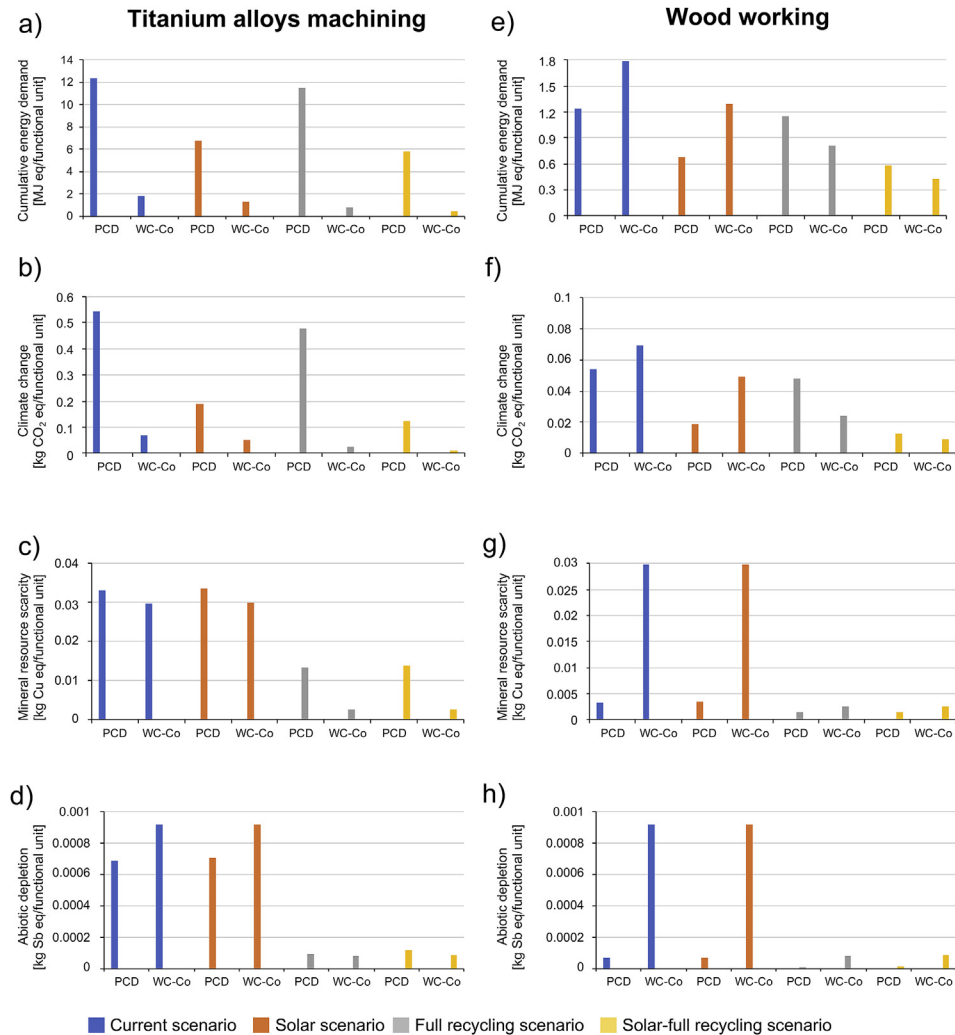 Titanium alloys machining
Wood working
a)
Cumulative energy demand
[MJ eq/functional unit]
14
12
10
8
6
4
2
0
PCD WC-Co PCD WC-Co PCD WC-Co PCD WC-Co
e)
Cumulative energy demand
[MJ eq/functional unit]
1.8
1.5
1.2
0.9
0.6
0.3
0
PCD WC-Co PCD WC-Co PCD WC-Co PCD WC-Co
b)
Climate change
[kg CO₂ eq/functional unit]
0.6
0.5
0.4
0.3
0.2
0.1
0
PCD WC-Co PCD WC-Co PCD WC-Co PCD WC-Co
f)
Climate change
[kg CO₂ eq/functional unit]
0.1
0.08
0.06
0.04
0.02
0
PCD WC-Co PCD WC-Co PCD WC-Co PCD WC-Co
c)
Mineral resource scarcity
[kg Cu eq/functional unit]
0.04
0.03
0.02
0.01
0
PCD WC-Co PCD WC-Co PCD WC-Co PCD WC-Co
g)
Mineral resource scarcity
[kg Cu eq/functional unit]
0.03
0.025
0.02
0.015
0.01
0.005
0
PCD WC-Co PCD WC-Co PCD WC-Co PCD WC-Co
d)
Abiotic depletion
[kg Sb eq/functional unit]
0.001
0.0008
0.0006
0.0004
0.0002
0
PCD WC-Co PCD WC-Co PCD WC-Co PCD WC-Co
h)
Abiotic depletion
[kg Sb eq/functional unit]
0.001
0.0008
0.0006
0.0004
0.0002
0
PCD WC-Co PCD WC-Co PCD WC-Co PCD WC-Co
Current scenario Solar scenario Full recycling scenario Solar-full recycling scenario